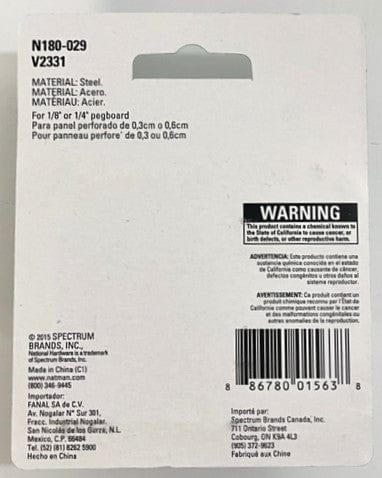 N180-029
V2331
MATERIAL: Steel.
MATERIAL: Acero.
MATÉRIAU: Acier.
For 1/8" or 1/4" pegboard
Para panel perforado de 0,3cm o 0,6cm
Pour panneau perfore' de 0,3 ou 0,6cm
WARNING
This product contains a chemical known to
the State of California to cause cancer, or
birth defects, or other reproductive harm.
ADVERTENCIA: Este producto contiene una
sustancia química conocida en el estado
de California como causante de cáncer,
defectos congénitos u otros daños al
sistema reproductor.
AVERTISSEMENT: Ce produit contient un
produit chimique reconnu par l'État de
Californie comme pouvant causer le cancer
et des malformations congénitales ou
autres anomalies de la reproduction.
© 2015 SPECTRUM
BRANDS, INC.,
National Hardware is a trademark
of Spectrum Brands, Inc.
Made in China (C1)
www.natman.com
(800) 346-9445
Importador:
FANAL SA de C.V.
Av. Nogalar N° Sur 301,
Fracc. Industrial Nogalar
San Nicolás de los Garza, N.L.
Mexico, C.P. 66484
Tel. (52) (81) 8262 5900
Hecho en China
8 86780 01563 8
Importé par:
Spectrum Brands Canada, Inc.
711 Ontario Street
Cobourg, ON K9A 4L3
(905) 372-9623
Fabriqué aux Chine